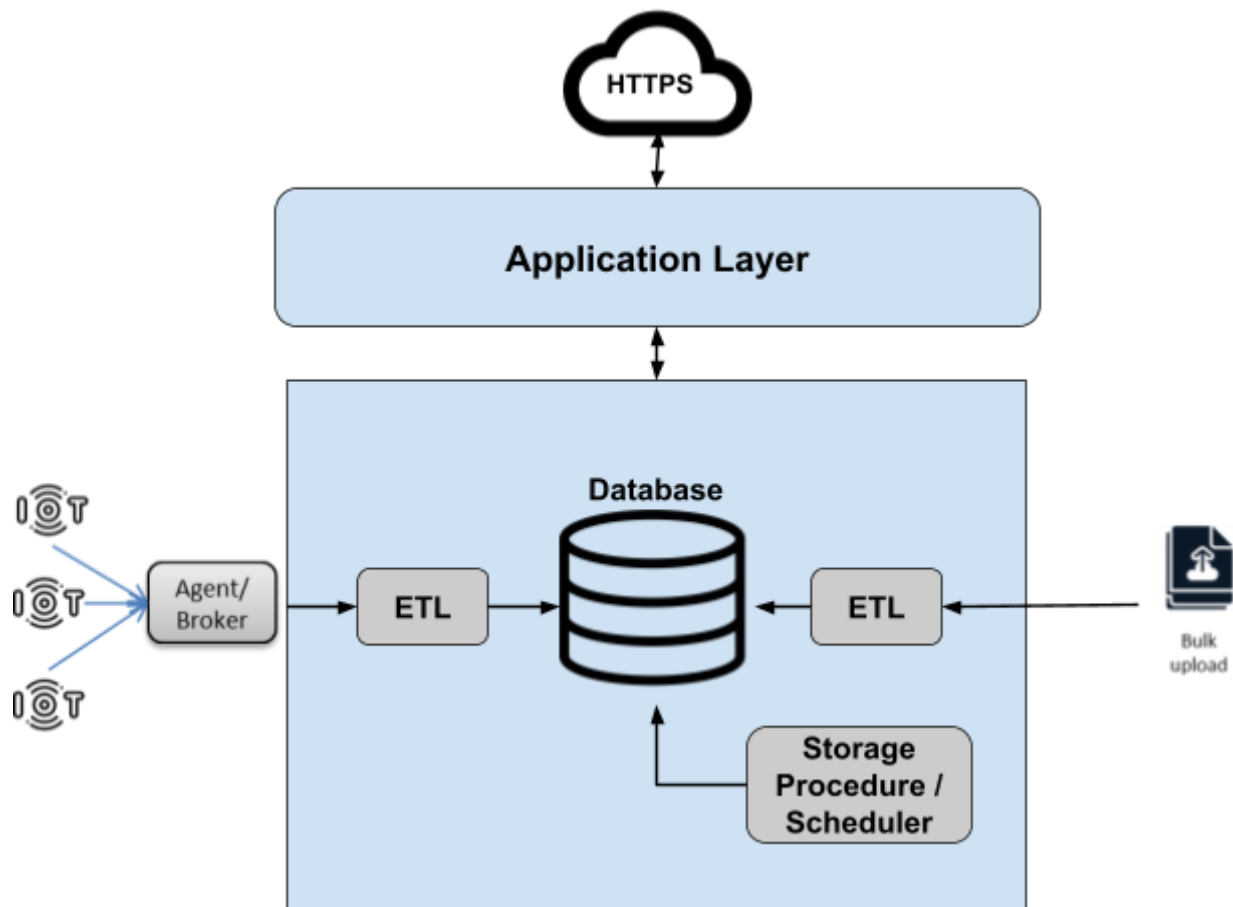 HTTPS
Application Layer
Database
IOT
IOT
IOT
Agent/
Broker
ETL
ETL
Bulk
upload
Storage
Procedure /
Scheduler